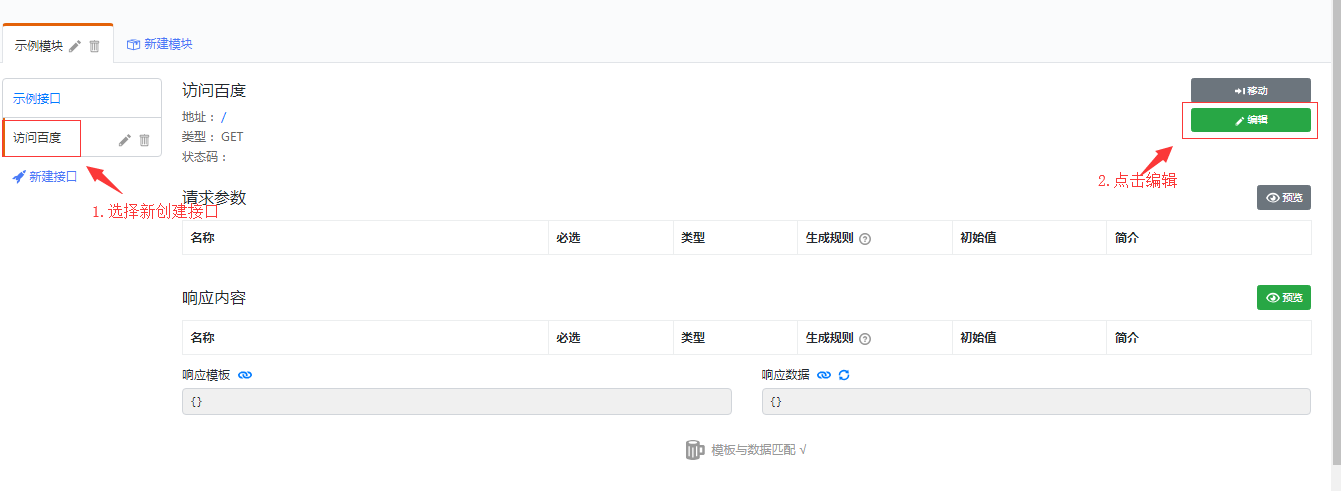 示例模块 新建模块
示例接口
访问百度
新建接口
1.选择新创建接口
访问百度
地址： /
类型： GET
状态码：
移动
编辑
2.点击编辑
请求参数 预览
名称 必选 类型 生成规则 初始值 简介
响应内容 预览
名称 必选 类型 生成规则 初始值 简介
响应模板 响应数据
{} {}
模板与数据匹配 √